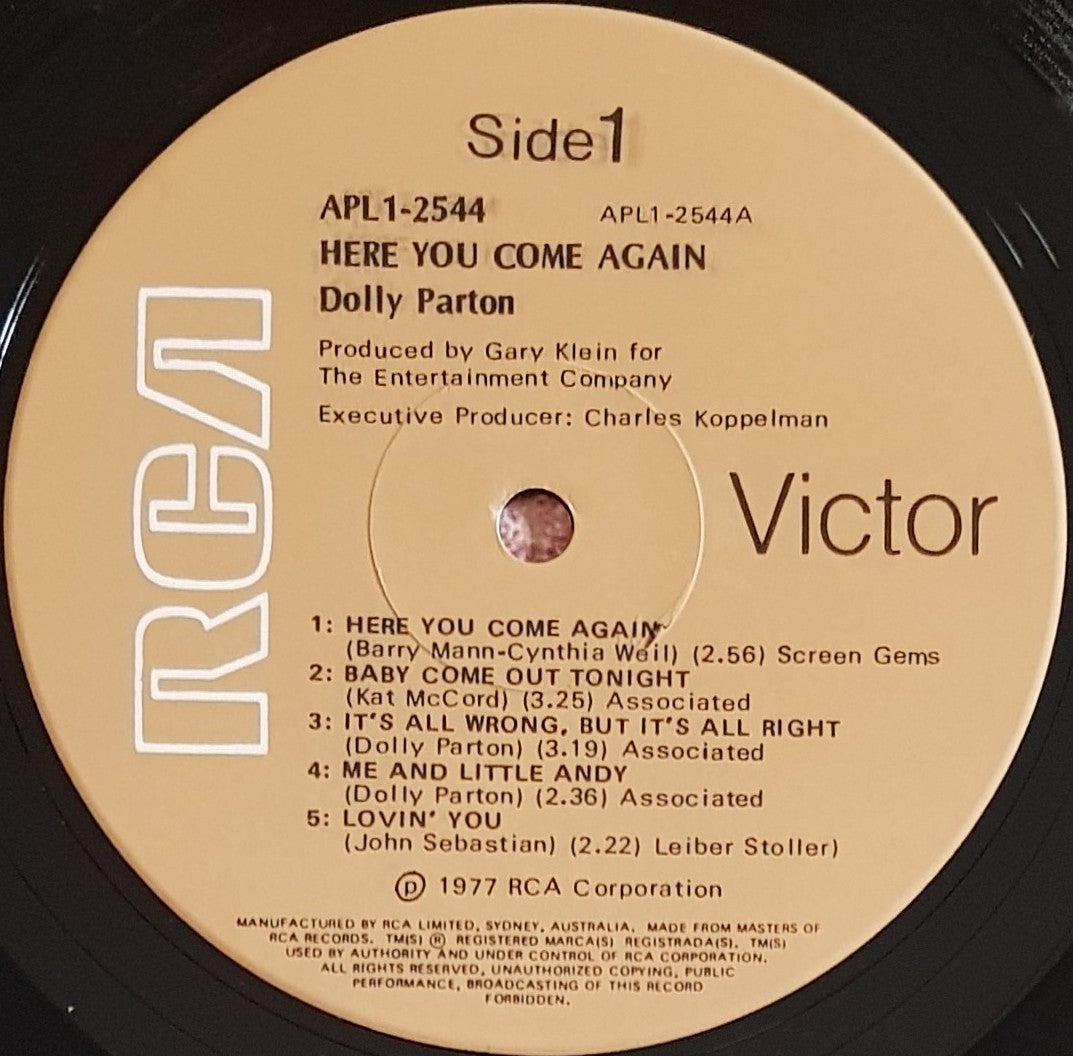 Side 1
APL1-2544 APL1-2544A
HERE YOU COME AGAIN
Dolly Parton
Produced by Gary Klein for
The Entertainment Company
Executive Producer: Charles Koppelman
RCA
Victor
1: HERE YOU COME AGAIN
(Barry Mann-Cynthia Weil) (2.56) Screen Gems
2: BABY COME OUT TONIGHT
(Kat McCord) (3.25) Associated
3: IT'S ALL WRONG, BUT IT'S ALL RIGHT
(Dolly Parton) (3.19) Associated
4: ME AND LITTLE ANDY
(Dolly Parton) (2.36) Associated
5: LOVIN' YOU
(John Sebastian) (2.22) Leiber Stoller)
℗ 1977 RCA Corporation
MANUFACTURED BY RCA LIMITED, SYDNEY, AUSTRALIA. MADE FROM MASTERS OF
RCA RECORDS. TM(S) ® REGISTERED MARCA(S) REGISTRADA(S). TM(S)
USED BY AUTHORITY AND UNDER CONTROL OF RCA CORPORATION.
ALL RIGHTS RESERVED, UNAUTHORIZED COPYING, PUBLIC
PERFORMANCE, BROADCASTING OF THIS RECORD
FORBIDDEN.